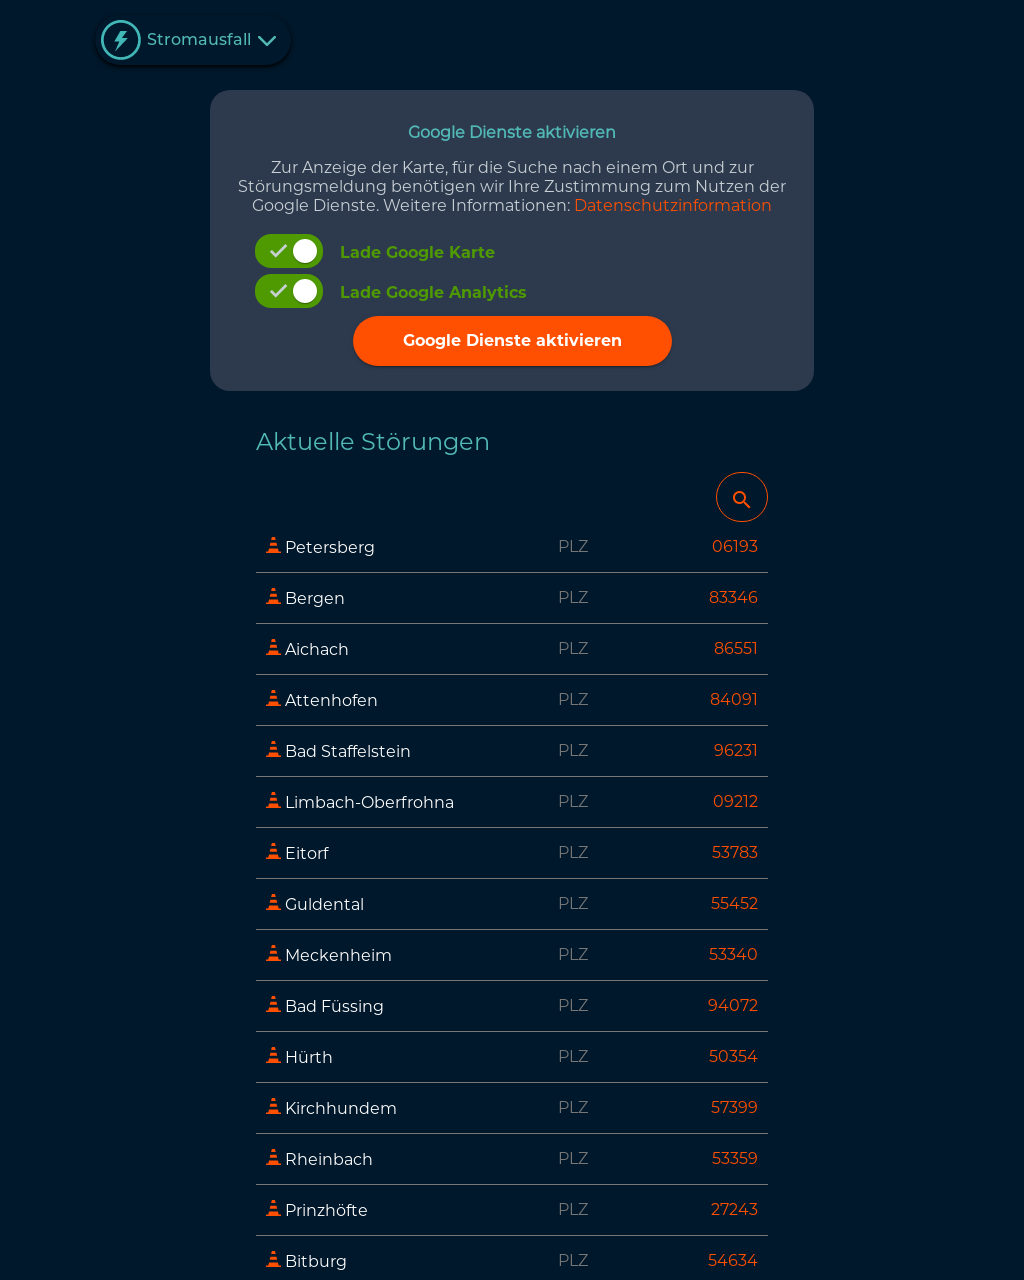 Stromausfall
Google Dienste aktivieren
Zur Anzeige der Karte, für die Suche nach einem Ort und zur
Störungsmeldung benötigen wir Ihre Zustimmung zum Nutzen der
Google Dienste. Weitere Informationen: Datenschutzinformation
Lade Google Karte
Lade Google Analytics
Google Dienste aktivieren
Aktuelle Störungen
Petersberg PLZ 06193
Bergen PLZ 83346
Aichach PLZ 86551
Attenhofen PLZ 84091
Bad Staffelstein PLZ 96231
Limbach-Oberfrohna PLZ 09212
Eitorf PLZ 53783
Guldental PLZ 55452
Meckenheim PLZ 53340
Bad Füssing PLZ 94072
Hürth PLZ 50354
Kirchhundem PLZ 57399
Rheinbach PLZ 53359
Prinzhöfte PLZ 27243
Bitburg PLZ 54634